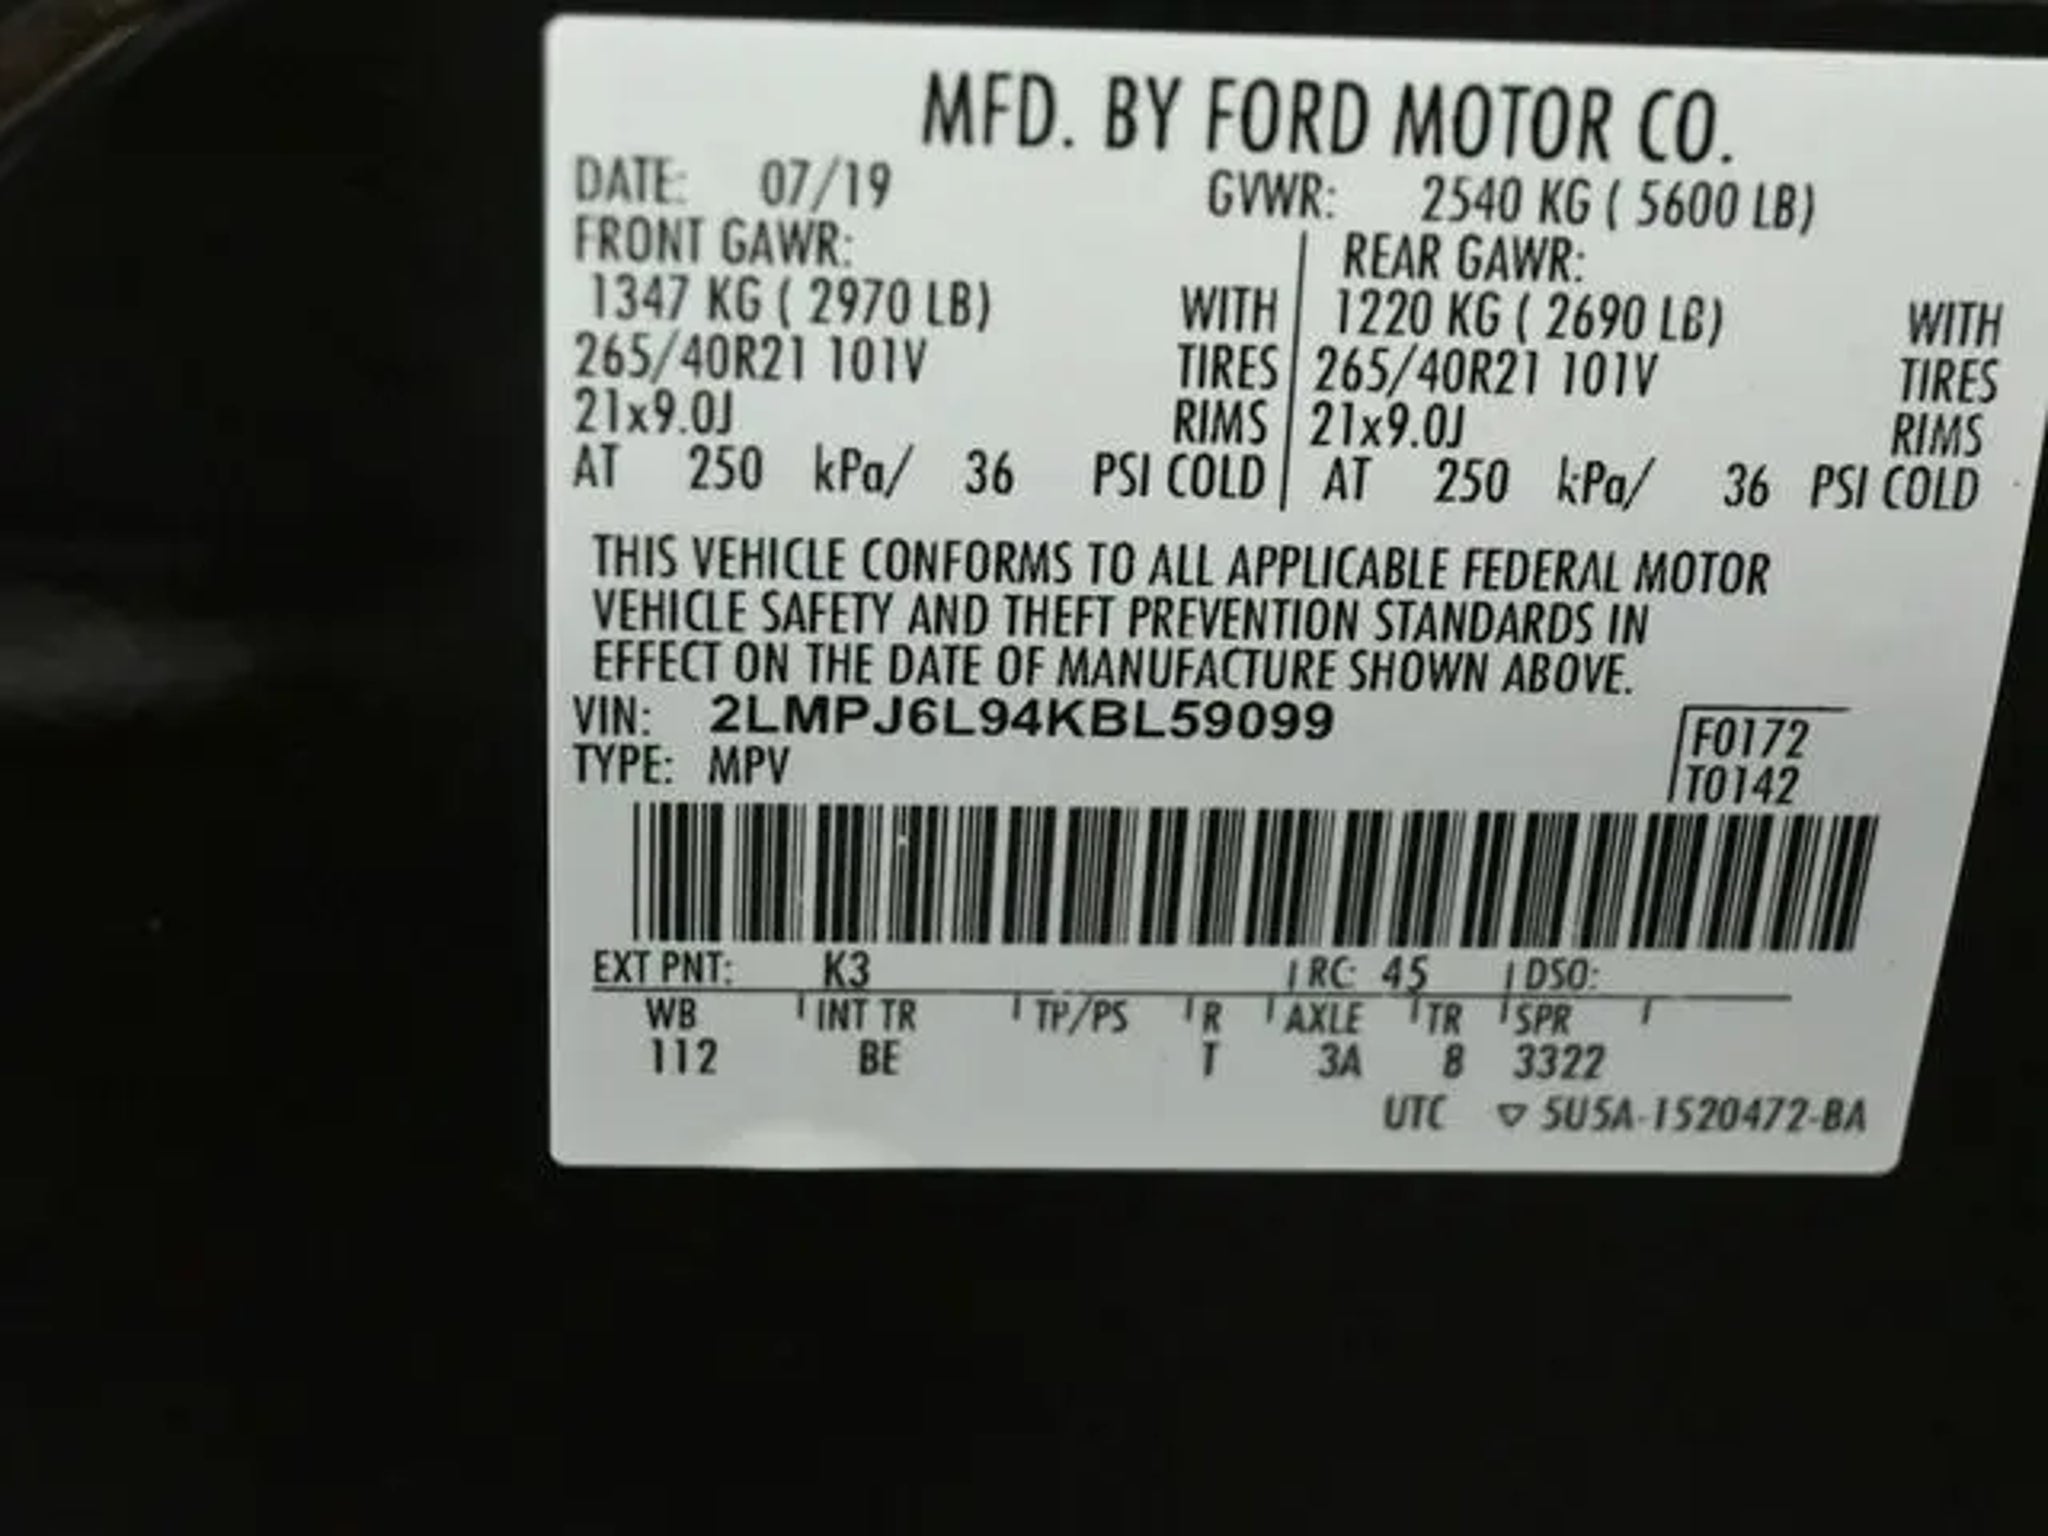 MFD. BY FORD MOTOR CO.
DATE: 07/19 GVWR: 2540 KG ( 5600 LB)
FRONT GAWR: REAR GAWR:
1347 KG ( 2970 LB) WITH 1220 KG ( 2690 LB) WITH
265/40R21 101V TIRES 265/40R21 101V TIRES
21x9.0J RIMS 21x9.0J RIMS
AT 250 kPa/ 36 PSI COLD AT 250 kPa/ 36 PSI COLD
THIS VEHICLE CONFORMS TO ALL APPLICABLE FEDERAL MOTOR
VEHICLE SAFETY AND THEFT PREVENTION STANDARDS IN
EFFECT ON THE DATE OF MANUFACTURE SHOWN ABOVE.
VIN: 2LMPJ6L94KBL59099 F0172
TYPE: MPV T0142
EXT PNT: K3 RC: 45 DSO:
WB INT TR TP/PS R AXLE TR SPR
112 BE T 3A 8 3322
UTC ▽ 5U5A-1520472-BA